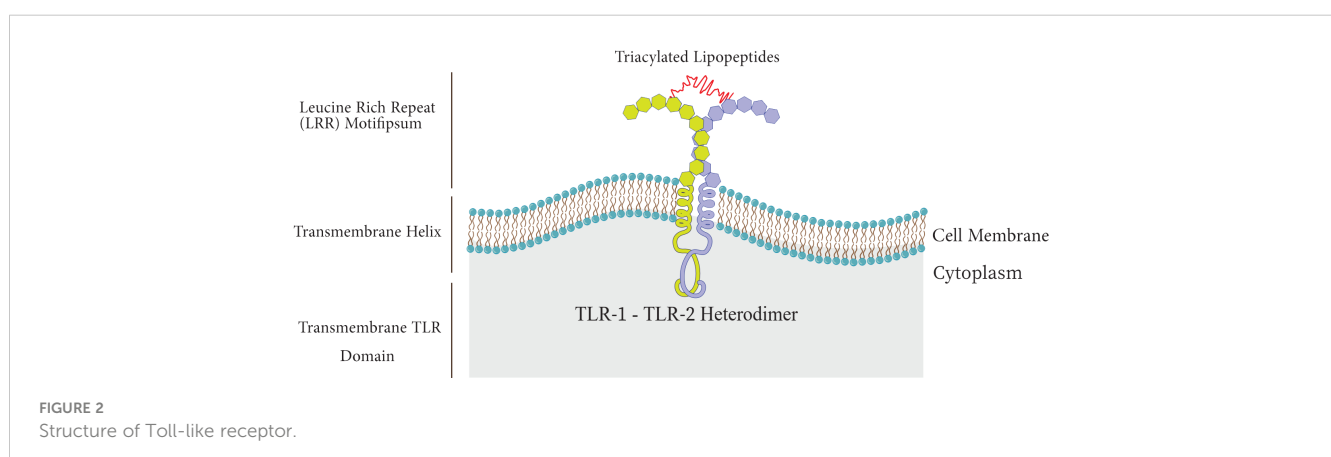 Triacylated Lipopeptides
Leucine Rich Repeat
(LRR) Motifipsum
Transmembrane Helix
Cell Membrane
Cytoplasm
TLR-1 - TLR-2 Heterodimer
Transmembrane TLR
Domain
FIGURE 2
Structure of Toll-like receptor.